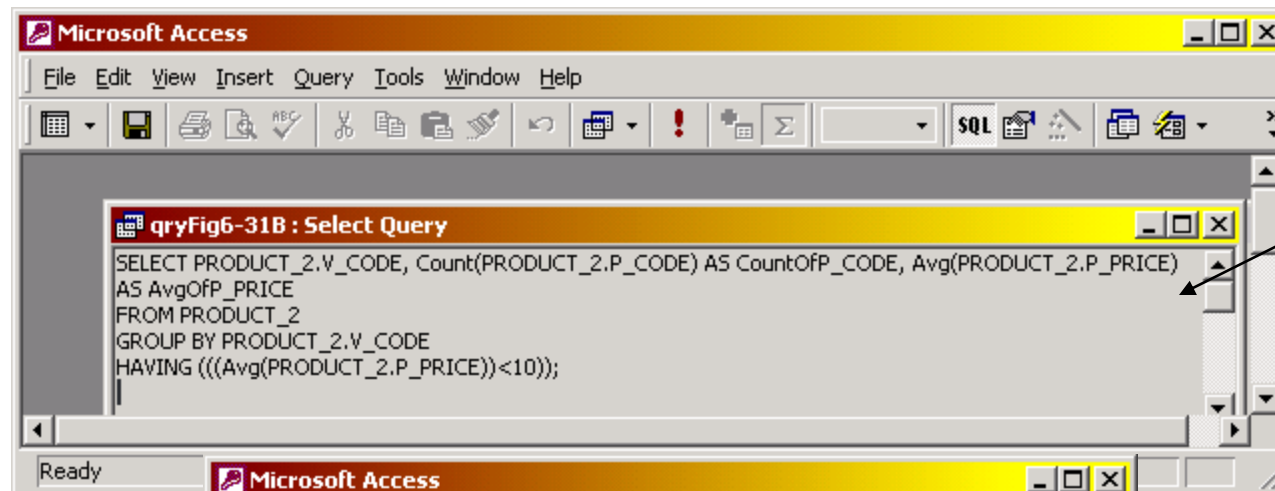 Microsoft Access
File Edit View Insert Query Tools Window Help
ABC SQL
qryFig6-31B : Select Query
SELECT PRODUCT_2.V_CODE, Count(PRODUCT_2.P_CODE) AS CountOfP_CODE, Avg(PRODUCT_2.P_PRICE)
AS AvgOfP_PRICE
FROM PRODUCT_2
GROUP BY PRODUCT_2.V_CODE
HAVING (((Avg(PRODUCT_2.P_PRICE))<10));
Ready
Microsoft Access